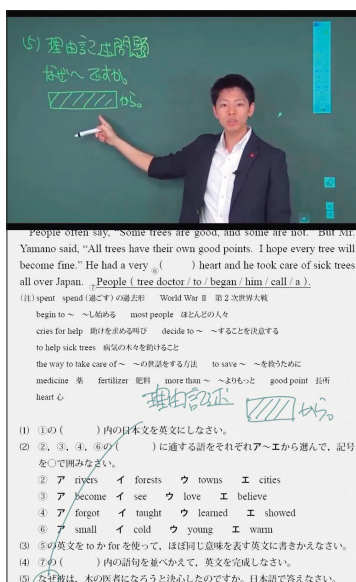 (5) 理由記述問題
なぜ〜ですか。
から。
People often say, "Some trees are good, and some are not." But Mr.
Yamano said, "All trees have their own good points. I hope every tree will
become fine." He had a very ⑥(　　) heart and he took care of sick trees
all over Japan. ⑦People ( tree doctor / to / began / him / call / a ).
(注) spent　spend (過ごす) の過去形　World War Ⅱ　第 2 次世界大戦
begin to 〜　〜し始める　most people　ほとんどの人々
cries for help　助けを求める叫び　decide to 〜　〜することを決意する
to help sick trees　病気の木々を助けること
the way to take care of 〜　〜の世話をする方法　to save 〜　〜を救うために
medicine　薬　fertilizer　肥料　more than 〜　〜よりもっと　good point　長所
heart 心
理由記述　から。
(1) ①の (　　) 内の日本文を英文にしなさい。
(2) ②, ③, ④, ⑥の (　　) に適する語をそれぞれア〜エから選んで, 記号
を○で囲みなさい。
② ア rivers　イ forests　ウ towns　エ cities
③ ア become　イ see　ウ love　エ believe
④ ア forgot　イ taught　ウ learned　エ showed
⑥ ア small　イ cold　ウ young　エ warm
(3) ⑤の英文を to か for を使って, ほぼ同じ意味を表す英文に書きかえなさい。
(4) ⑦の (　　) 内の語句を並べかえて, 英文を完成しなさい。
(5) なぜ彼は, 木の医者になろうと決心したのですか。日本語で答えなさい。